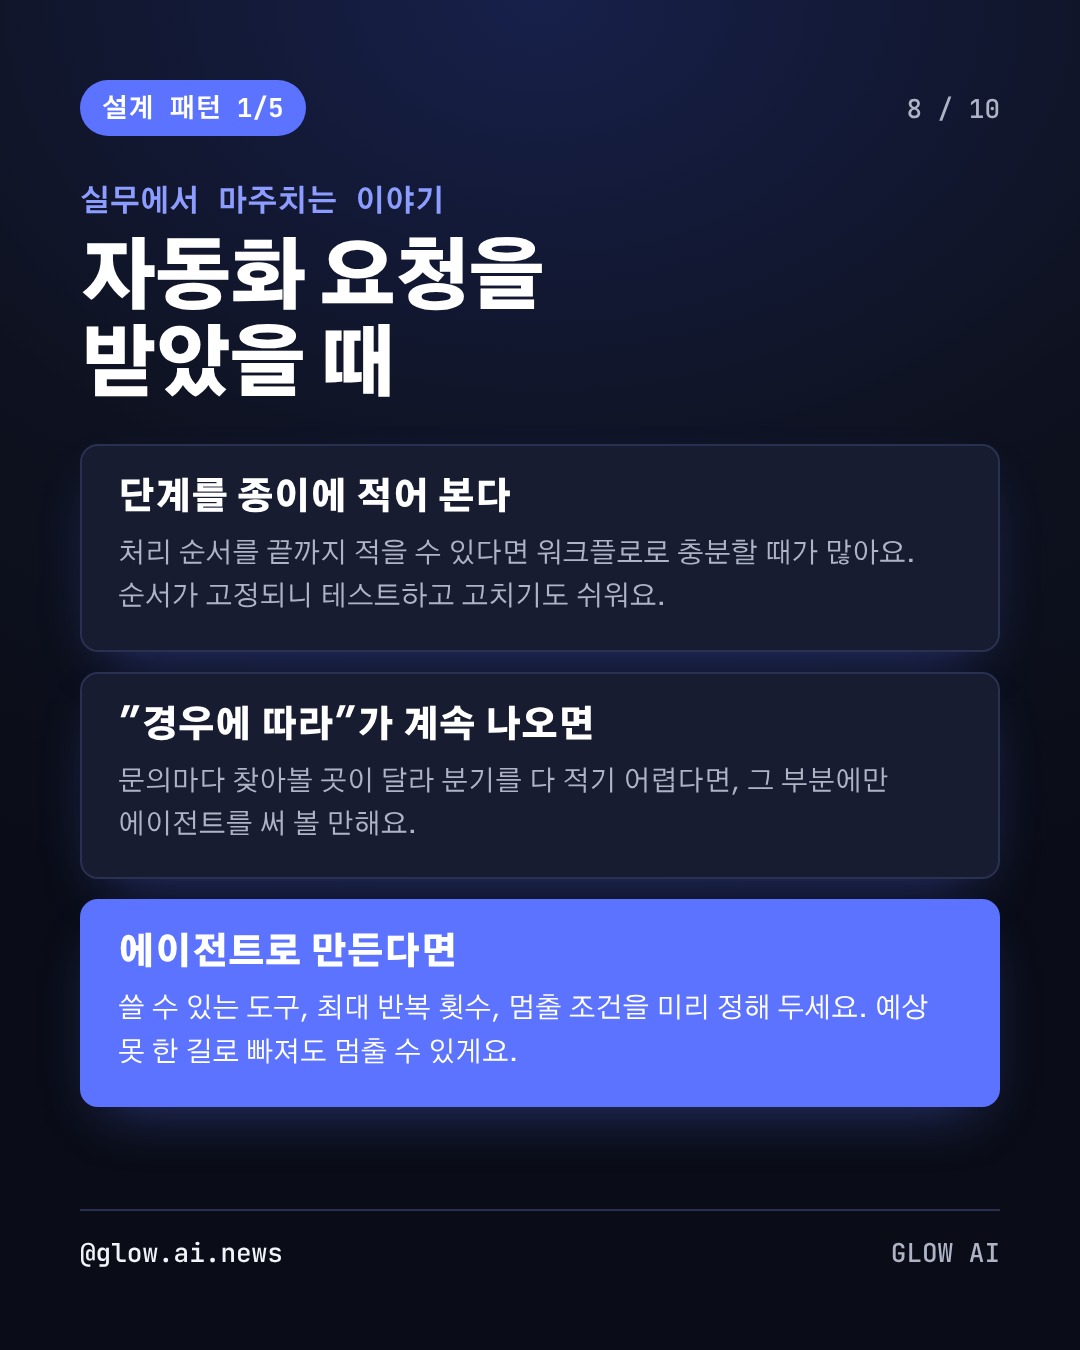 설계 패턴 1/5
8 / 10
실무에서 마주치는 이야기
자동화 요청을
받았을 때
단계를 종이에 적어 본다
처리 순서를 끝까지 적을 수 있다면 워크플로로 충분할 때가 많아요.
순서가 고정되니 테스트하고 고치기도 쉬워요.
"경우에 따라"가 계속 나오면
문의마다 찾아볼 곳이 달라 분기를 다 적기 어렵다면, 그 부분에만
에이전트를 써 볼 만해요.
에이전트로 만든다면
쓸 수 있는 도구, 최대 반복 횟수, 멈출 조건을 미리 정해 두세요. 예상
못 한 길로 빠져도 멈출 수 있게요.
@glow.ai.news
GLOW AI